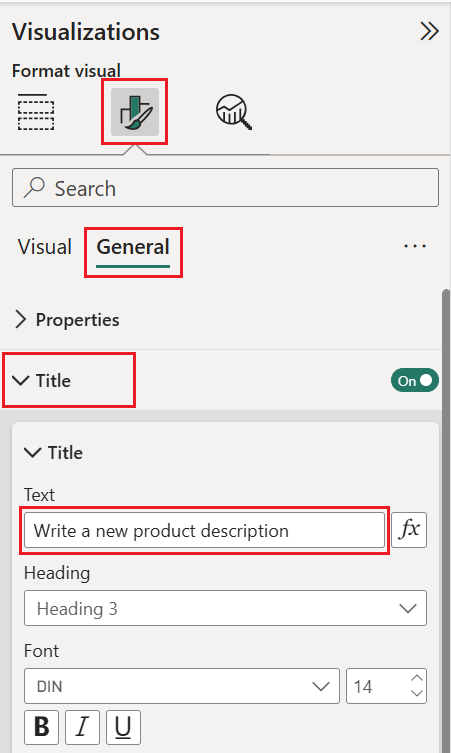 Visualizations
Format visual
Search
Visual General ...
Properties
Title On
Title
Text
Write a new product description fx
Heading
Heading 3
Font
DIN 14
B I U